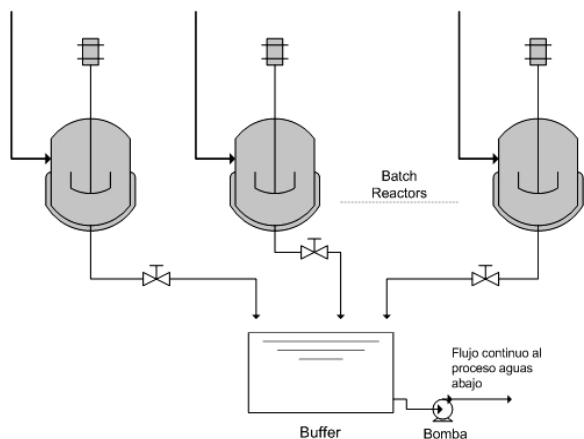 Batch
Reactors
Flujo continuo al
proceso aguas
abajo
Buffer
Bomba